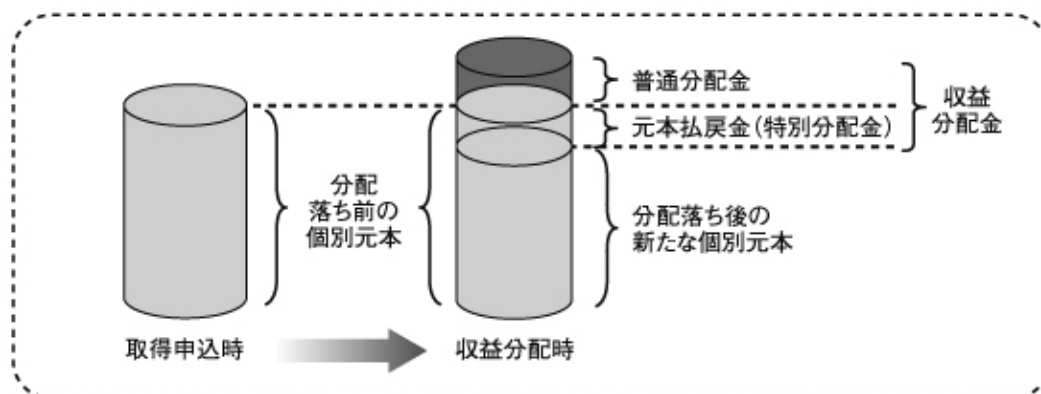 普通分配金
収益
分配金
元本払戻金(特別分配金)
分配
落ち前の
個別元本
分配落ち後の
新たな個別元本
取得申込時
収益分配時